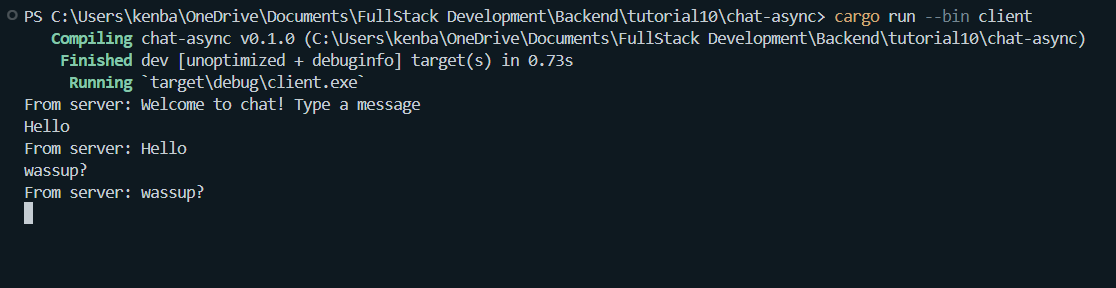 PS C:\Users\kenba\OneDrive\Documents\FullStack Development\Backend\tutorial10\chat-async> cargo run --bin client
Compiling chat-async v0.1.0 (C:\Users\kenba\OneDrive\Documents\FullStack Development\Backend\tutorial10\chat-async)
Finished dev [unoptimized + debuginfo] target(s) in 0.73s
Running `target\debug\client.exe`
From server: Welcome to chat! Type a message
Hello
From server: Hello
wassup?
From server: wassup?